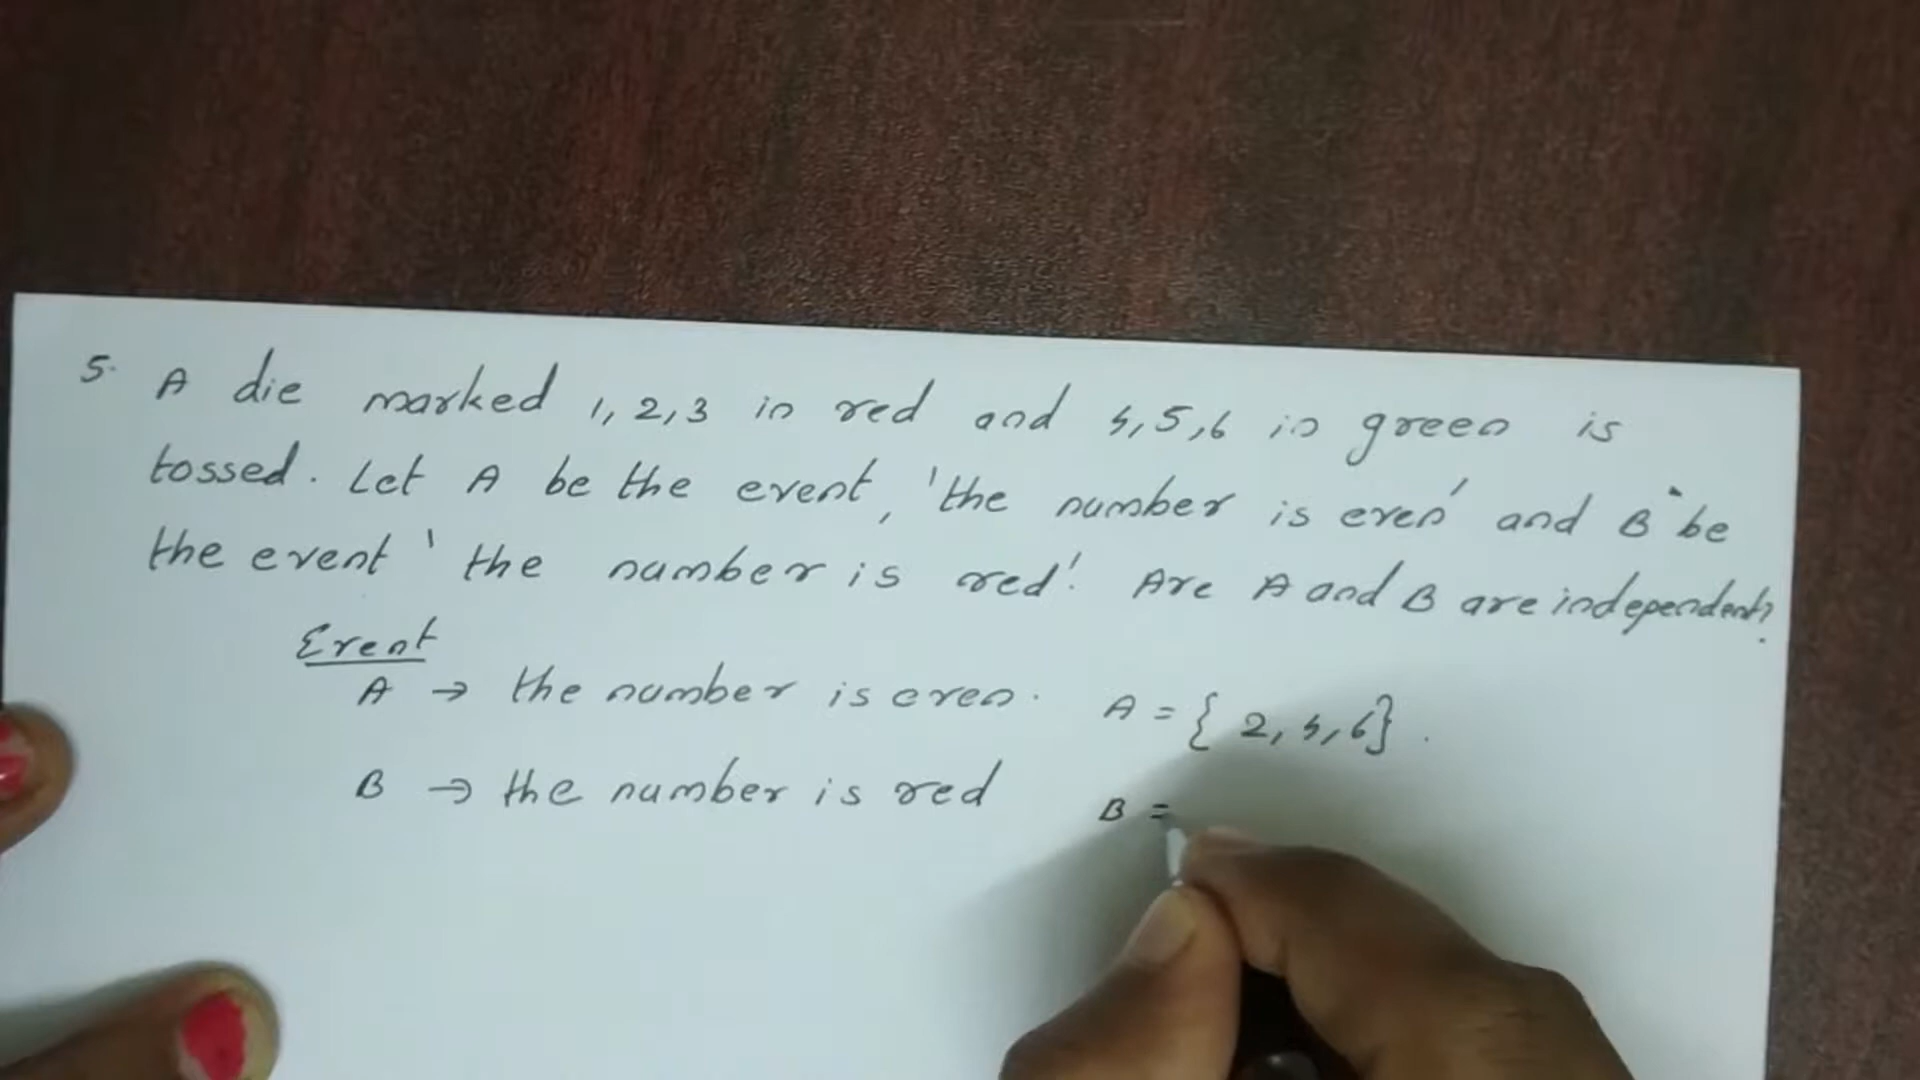 5. A die marked 1, 2, 3 in red and 4, 5, 6 in green is
tossed. Let A be the event, 'the number is even' and B be
the event 'the number is red'. Are A and B are independent?
Event
A → the number is even. A = { 2, 4, 6} .
B → the number is red B =